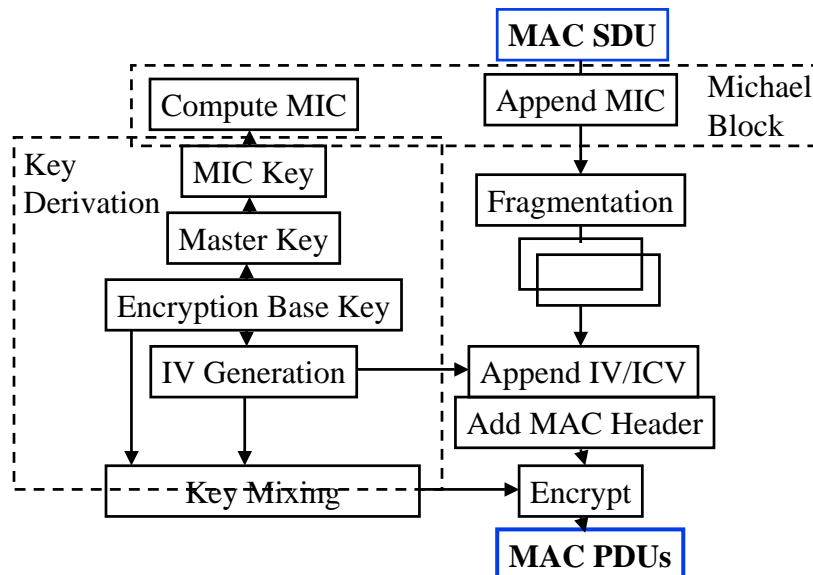 MAC SDU
Compute MIC
Append MIC
Michael
Block
Key
Derivation
MIC Key
Fragmentation
Master Key
Encryption Base Key
IV Generation
Append IV/ICV
Add MAC Header
Key Mixing
Encrypt
MAC PDUs